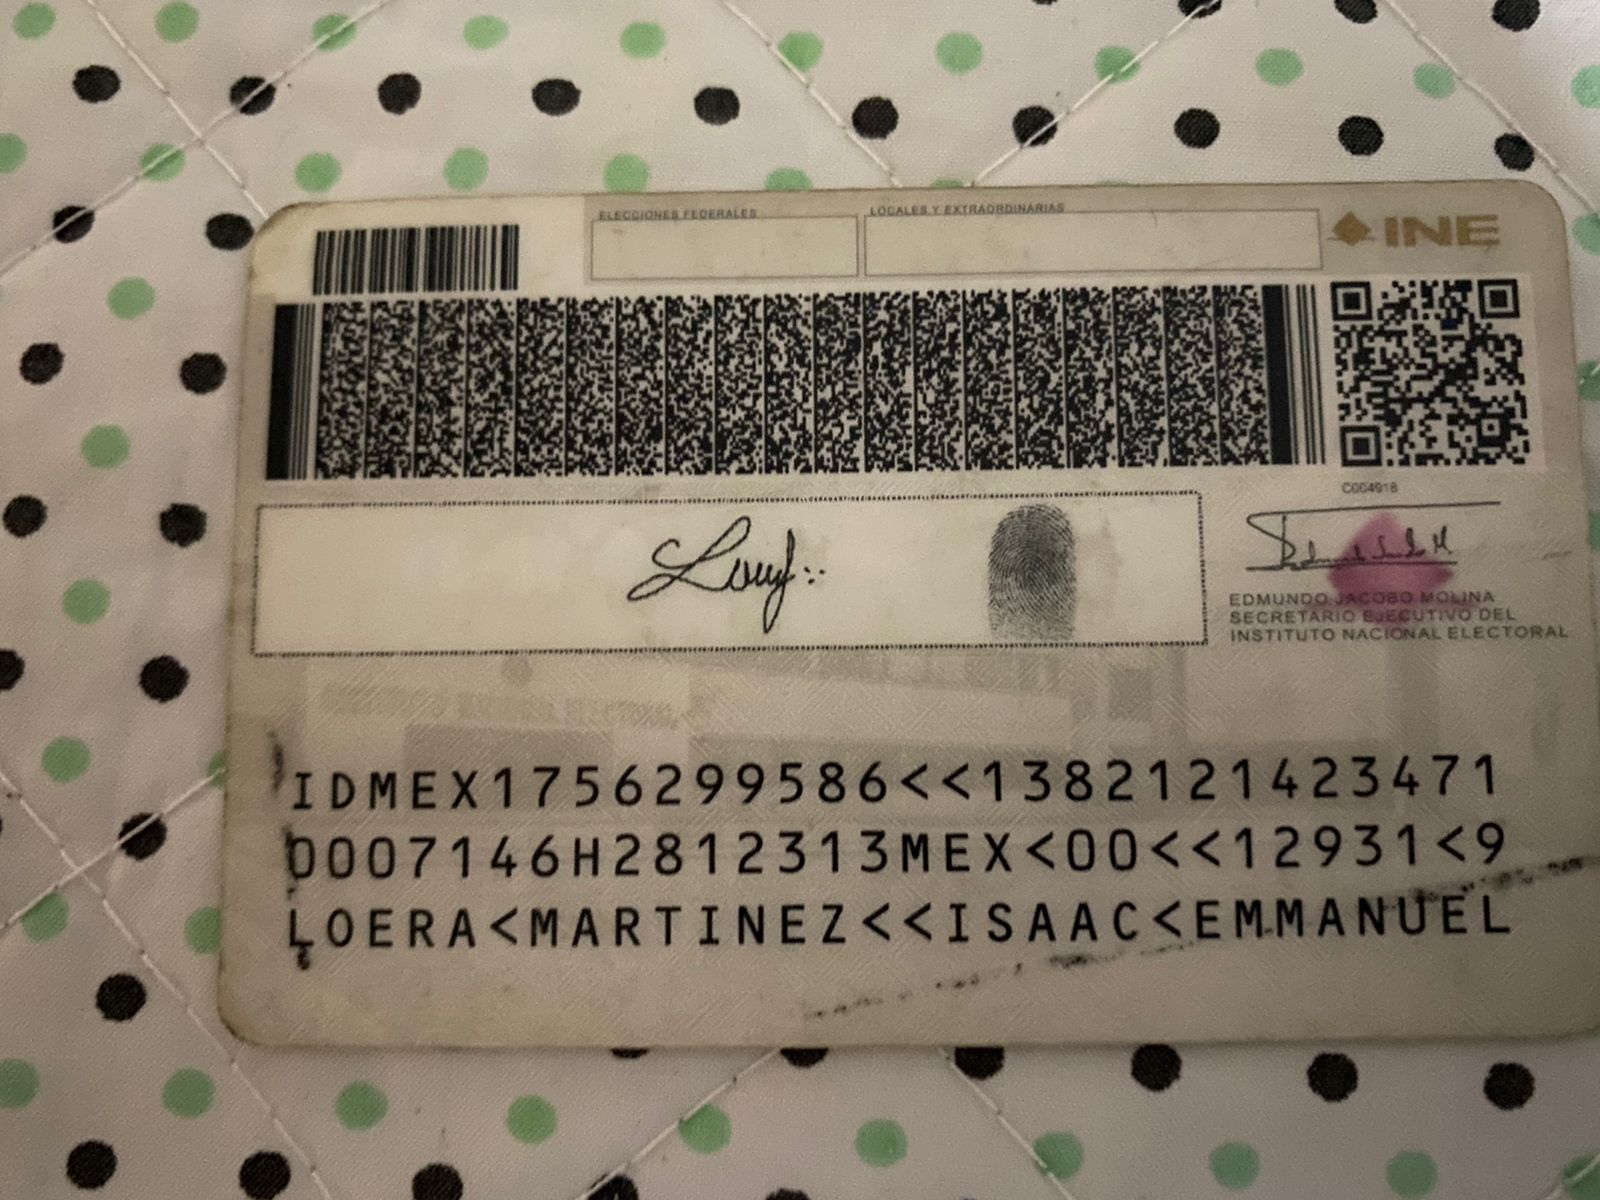 ELECCIONES FEDERALES
LOCALES Y EXTRAORDINARIAS
INE
C004918
EDMUNDO JACOBO MOLINA
SECRETARIO EJECUTIVO DEL
INSTITUTO NACIONAL ELECTORAL
IDMEX1756299586<<1382121423471
0007146H2812313MEX<00<<12931<9
LOERA<MARTINEZ<<ISAAC<EMMANUEL